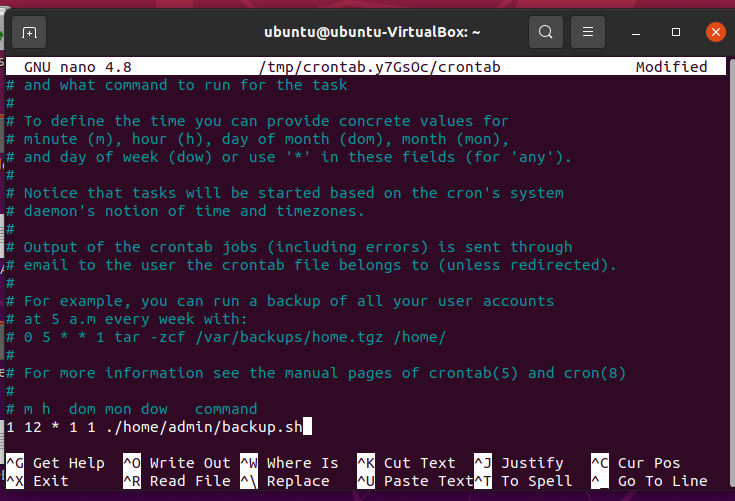 ubuntu@ubuntu-VirtualBox: ~
GNU nano 4.8 /tmp/crontab.y7GsOc/crontab Modified
# and what command to run for the task
#
# To define the time you can provide concrete values for
# minute (m), hour (h), day of month (dom), month (mon),
# and day of week (dow) or use '*' in these fields (for 'any').
#
# Notice that tasks will be started based on the cron's system
# daemon's notion of time and timezones.
#
# Output of the crontab jobs (including errors) is sent through
# email to the user the crontab file belongs to (unless redirected).
#
# For example, you can run a backup of all your user accounts
# at 5 a.m every week with:
# 0 5 * * 1 tar -zcf /var/backups/home.tgz /home/
#
# For more information see the manual pages of crontab(5) and cron(8)
#
# m h  dom mon dow   command
1 12 * 1 1 ./home/admin/backup.sh
^G Get Help ^O Write Out ^W Where Is ^K Cut Text ^J Justify ^C Cur Pos
^X Exit ^R Read File ^\ Replace ^U Paste Text ^T To Spell ^_ Go To Line